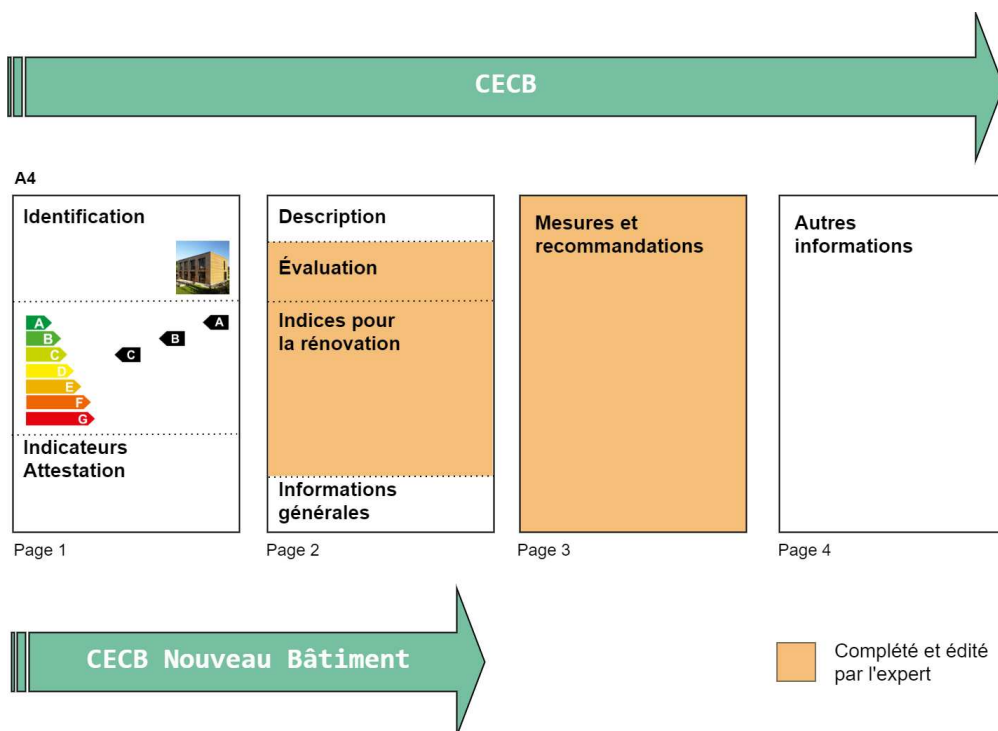 CECB
A4
Identification
A
B
C
D
E
F
G
A
B
C
Indicateurs
Attestation
Page 1
Description
Évaluation
Indices pour
la rénovation
Informations
générales
Page 2
Mesures et
recommandations
Page 3
Autres
informations
Page 4
CECB Nouveau Bâtiment
Complété et édité
par l'expert